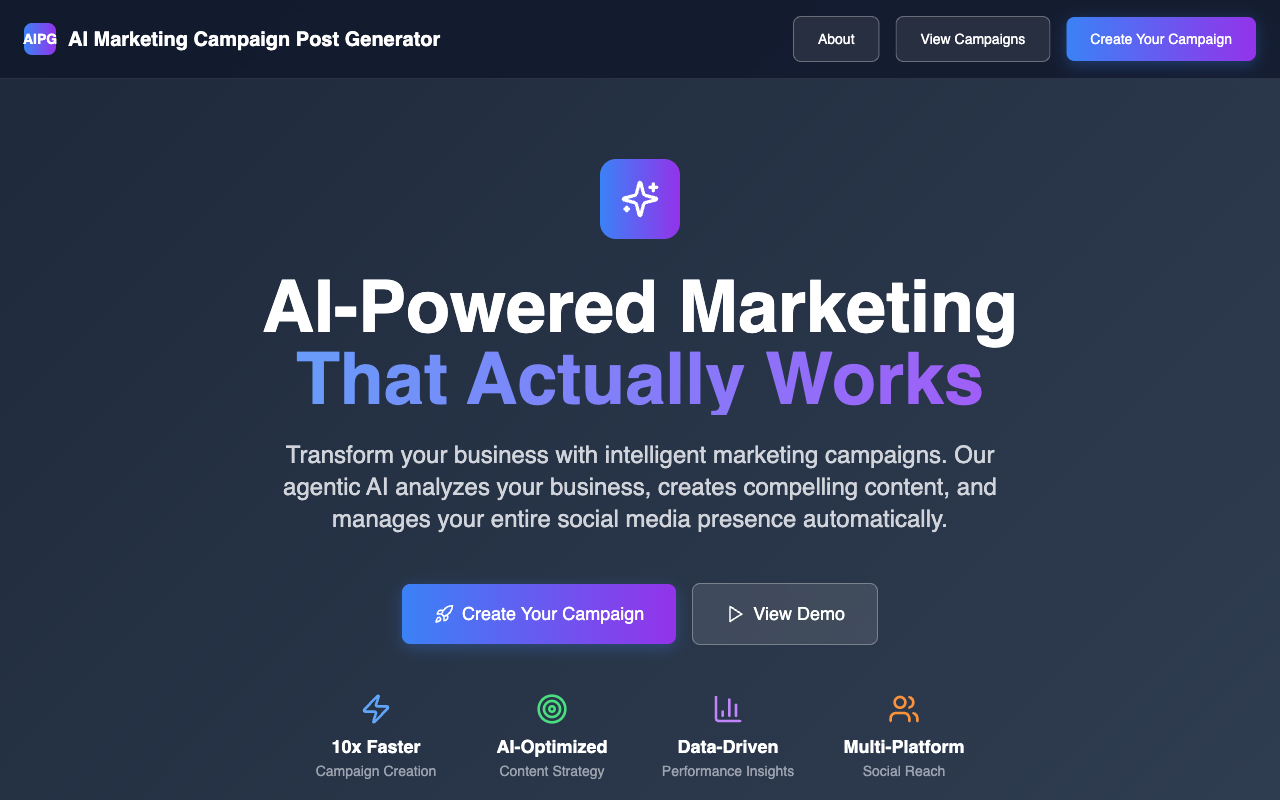 AIPG
AI Marketing Campaign Post Generator
About
View Campaigns
Create Your Campaign
AI-Powered Marketing
That Actually Works
Transform your business with intelligent marketing campaigns. Our
agentic AI analyzes your business, creates compelling content, and
manages your entire social media presence automatically.
Create Your Campaign
View Demo
10x Faster
Campaign Creation
AI-Optimized
Content Strategy
Data-Driven
Performance Insights
Multi-Platform
Social Reach